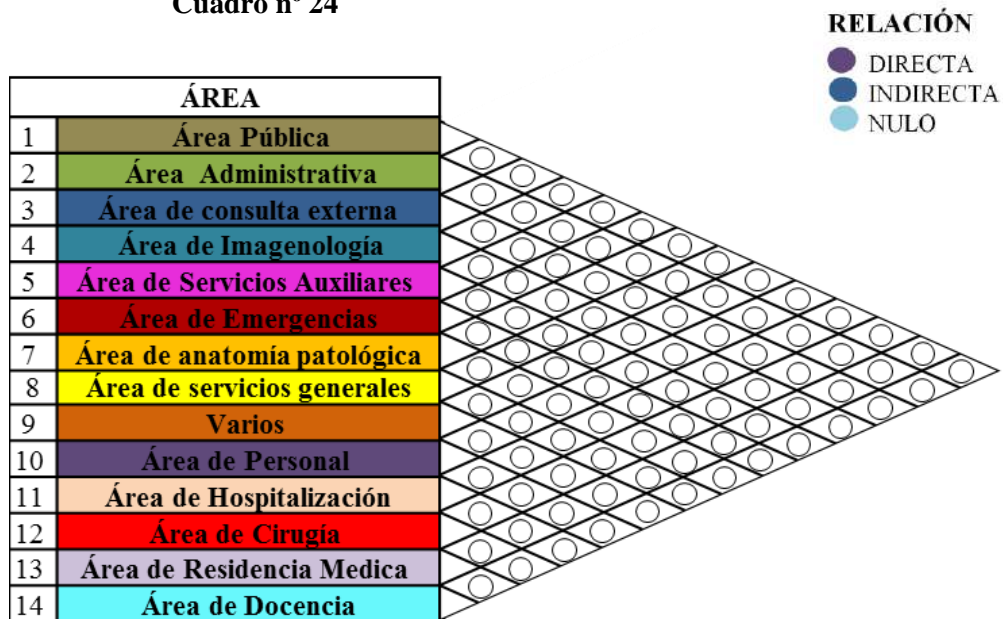 Cuadro nº 24
RELACIÓN
DIRECTA
INDIRECTA
NULO
ÁREA
1 Área Pública
2 Área Administrativa
3 Área de consulta externa
4 Área de Imagenología
5 Área de Servicios Auxiliares
6 Área de Emergencias
7 Área de anatomía patológica
8 Área de servicios generales
9 Varios
10 Área de Personal
11 Área de Hospitalización
12 Área de Cirugía
13 Área de Residencia Medica
14 Área de Docencia